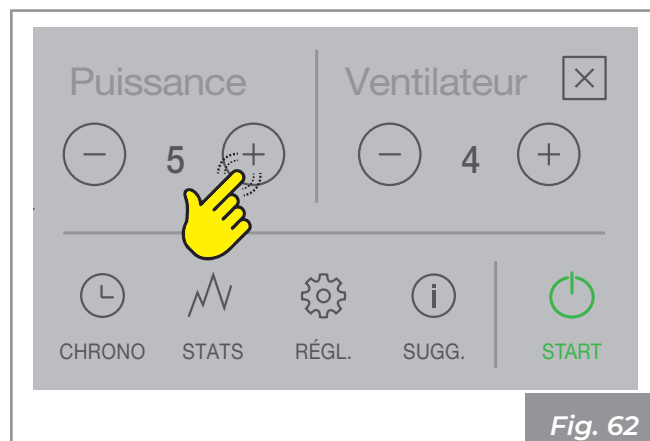 Puissance Ventilateur
5 4
CHRONO STATS RÉGL. SUGG. START
Fig. 62